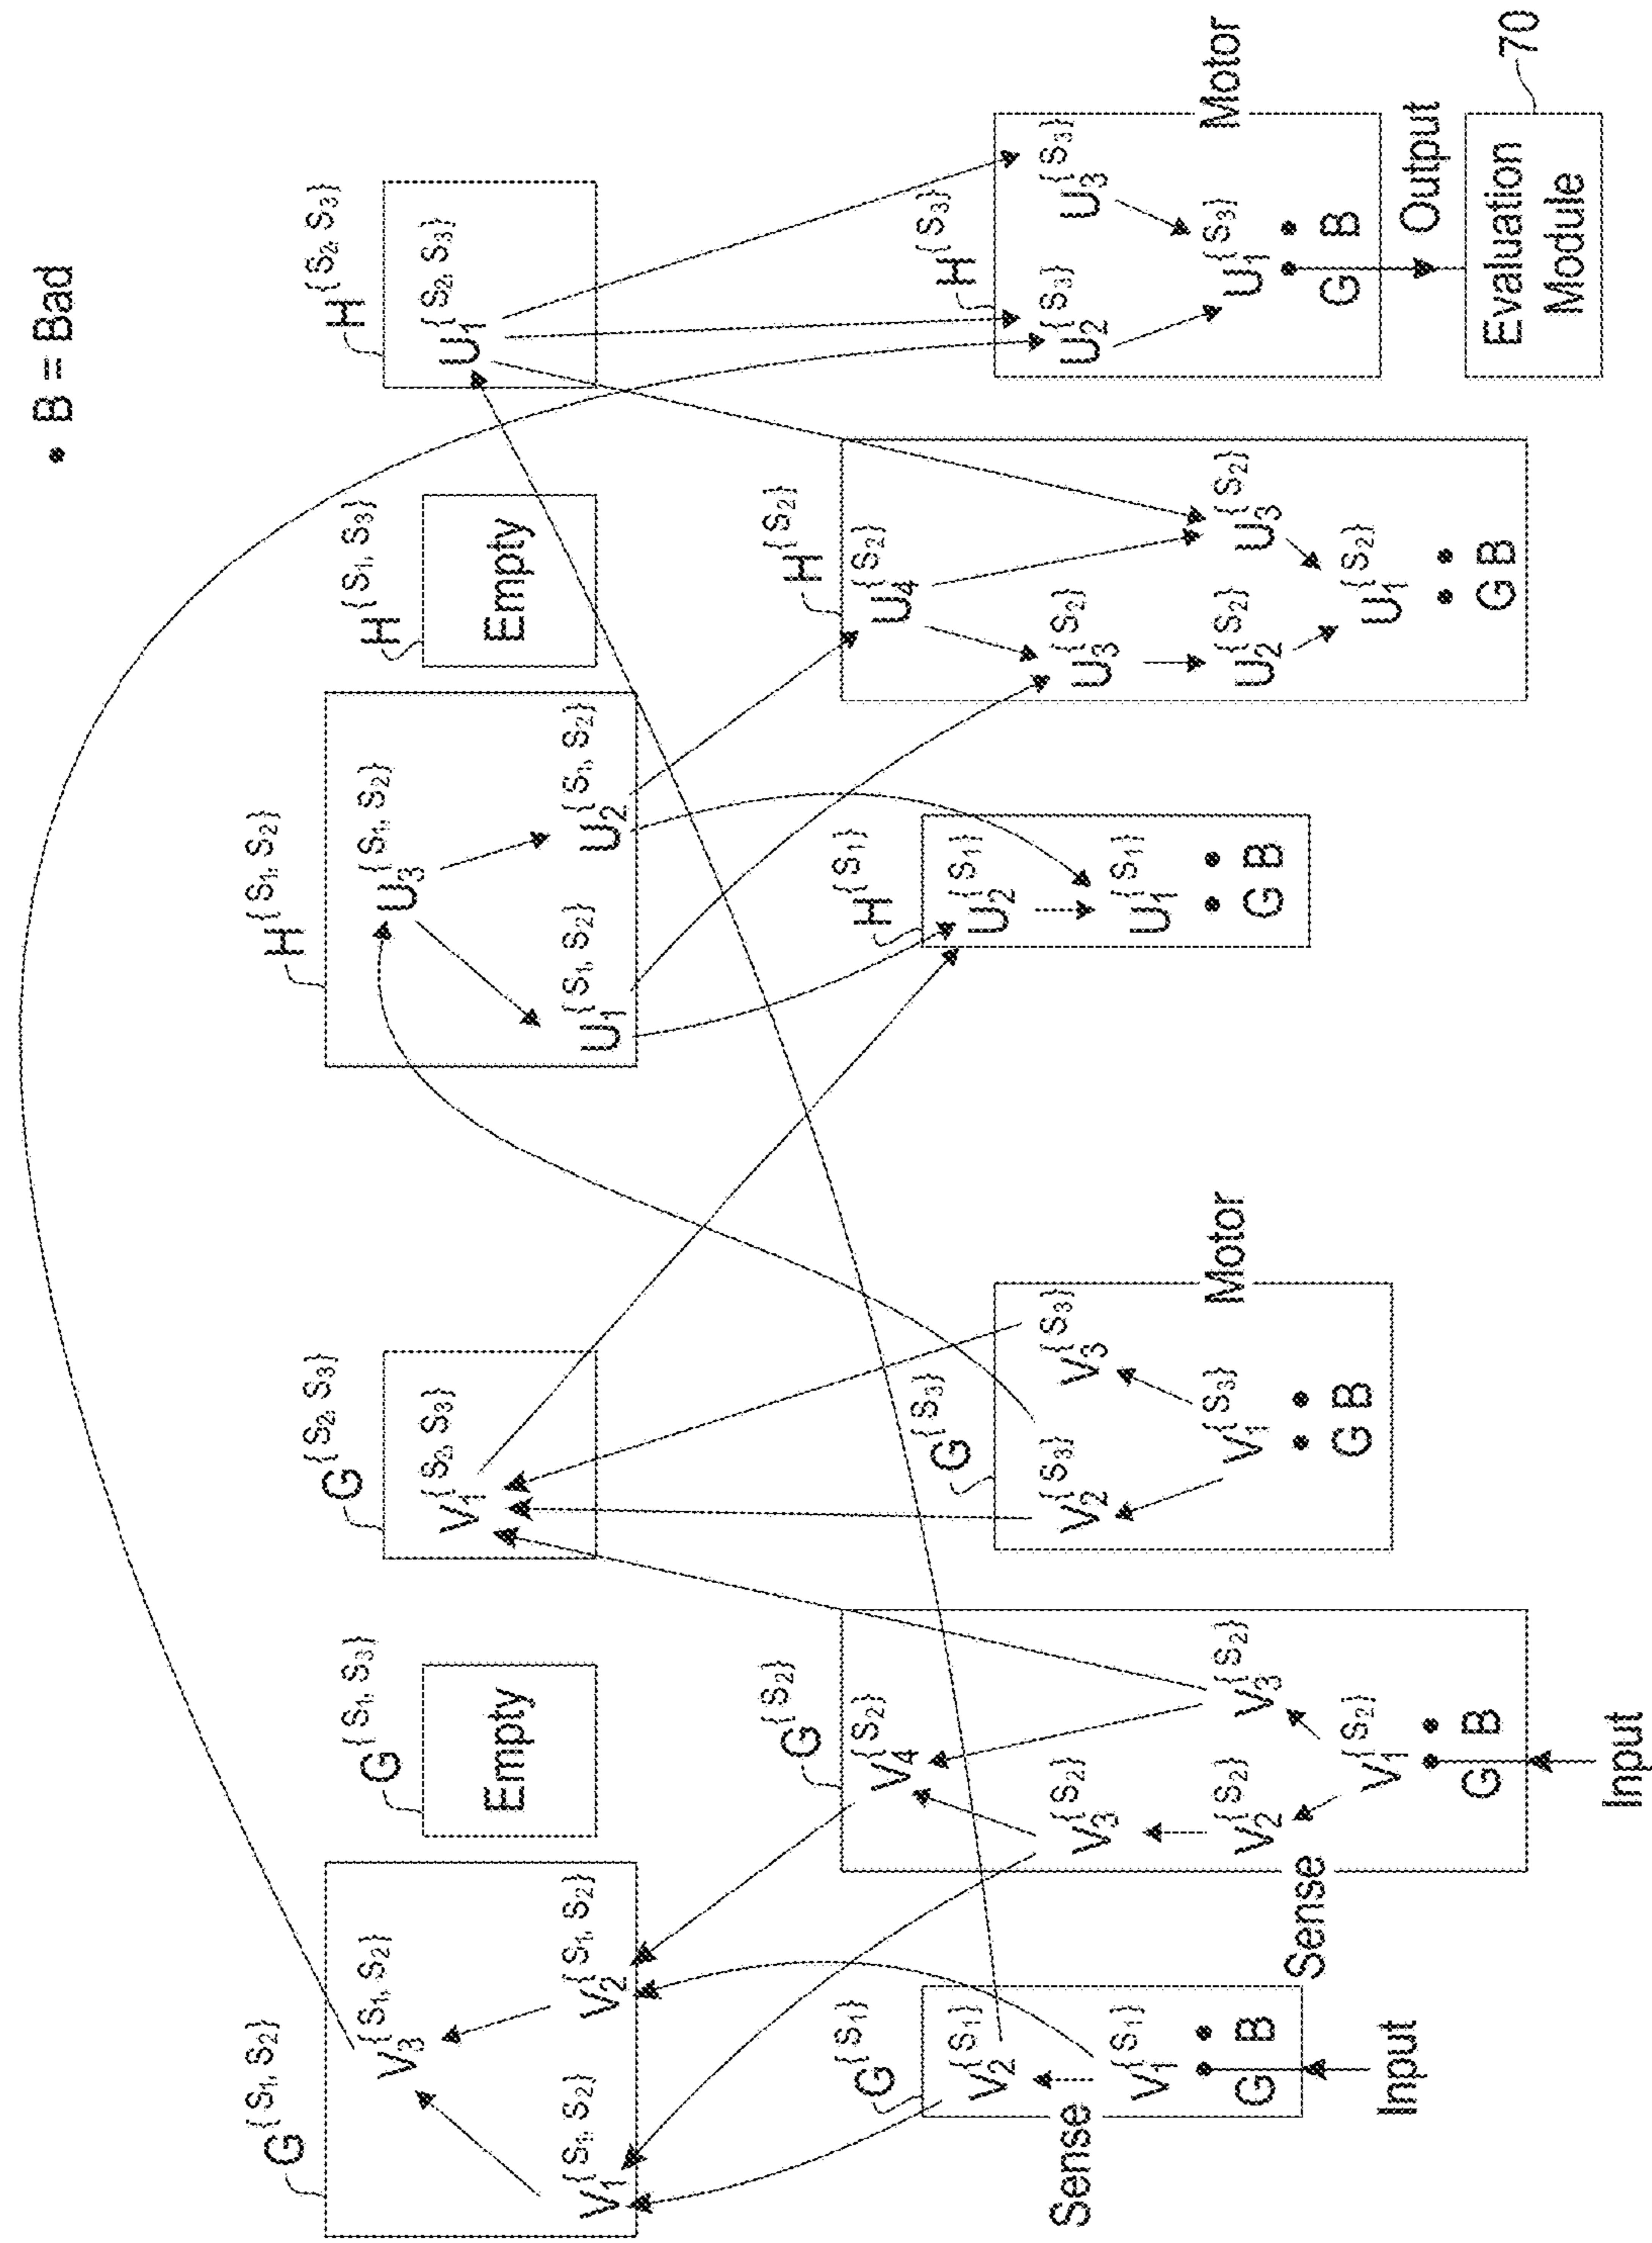 • B = Bad
G{S1, S2}
V3{S1, S2}
V1{S1, S2}
V2{S1, S2}
G{S1, S3}
Empty
G{S2, S3}
V1{S2, S3}
H{S1, S2}
U3{S1, S2}
U1{S1, S2}
U2{S1, S2}
H{S1, S3}
Empty
H{S2, S3}
U1{S2, S3}
G{S1}
V2{S1}
Sense
V1{S1}
G B
Input
G{S2}
V4{S2}
V3{S2}
V2{S2}
V3{S2}
Sense
V1{S2}
G B
Input
G{S3}
V2{S3}
V3{S3}
V1{S3}
Motor
G B
H{S1}
U2{S1}
U1{S1}
G B
H{S2}
U4{S2}
U3{S2}
U2{S2}
U3{S2}
U1{S2}
G B
H{S3}
U2{S3}
U3{S3}
U1{S3}
Motor
G B
Output
Evaluation
Module
70